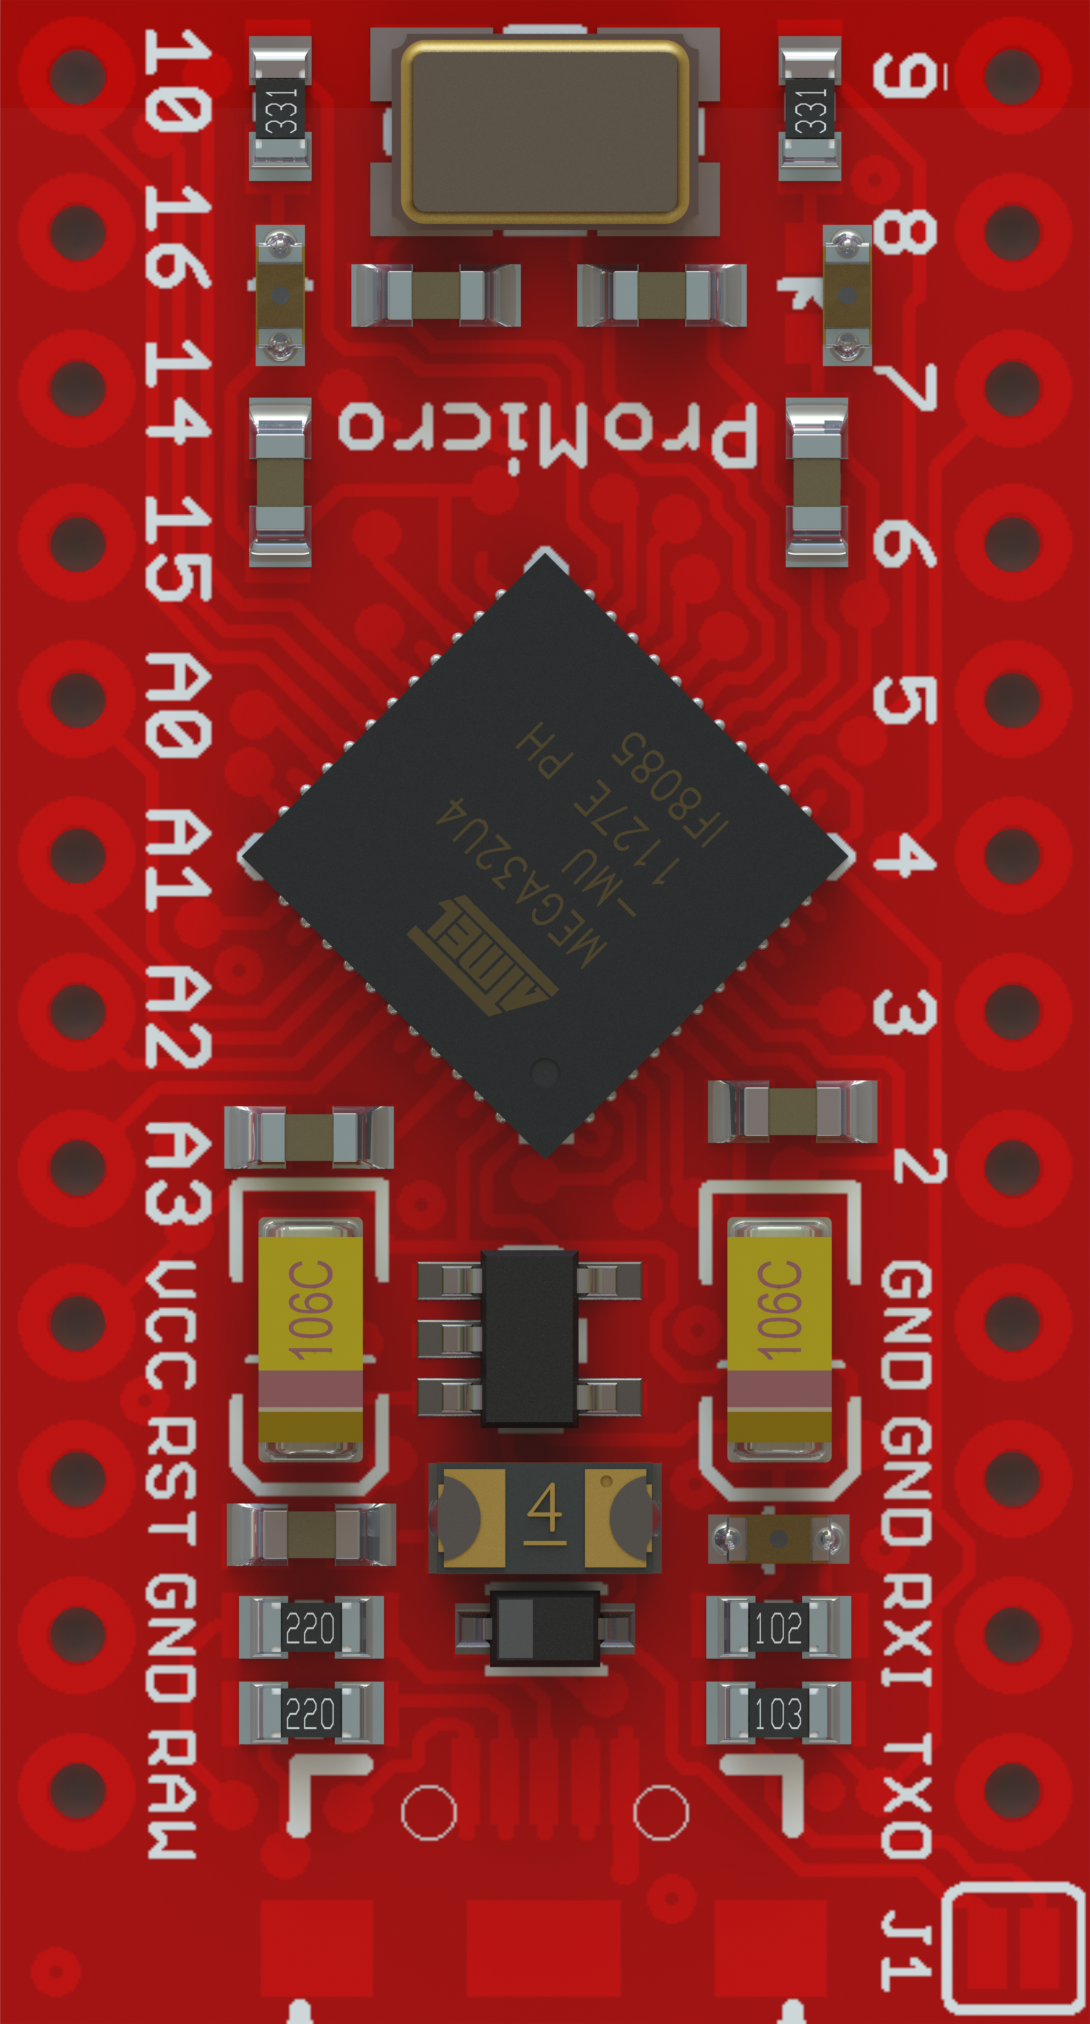 10
16
14
15
A0
A1
A2
A3
VCC
RST
GND
RAW
331
331
ProMicro
ATMEL
MEGA32U4
-MU
1127E PH
1F8085
106C
106C
4
220
220
102
103
9
8
7
6
5
4
3
2
GND
GND
RXI
TXO
J1